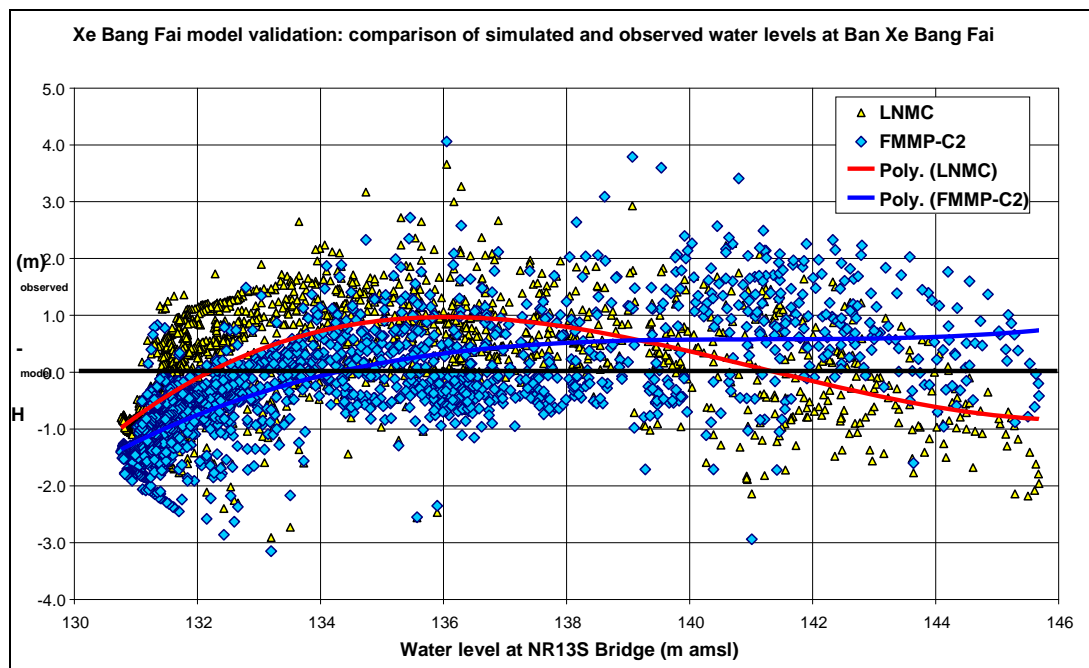 Xe Bang Fai model validation: comparison of simulated and observed water levels at Ban Xe Bang Fai
5.0
4.0
3.0
2.0
1.0
0.0
-1.0
-2.0
-3.0
-4.0
(m)
observed
-
model
H
LNMC
FMMP-C2
Poly. (LNMC)
Poly. (FMMP-C2)
130 132 134 136 138 140 142 144 146
Water level at NR13S Bridge (m amsl)